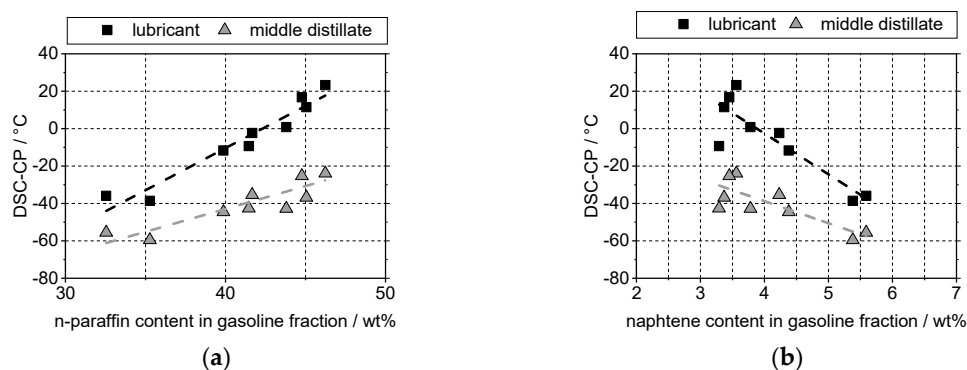 lubricant middle distillate
40
20
0
-20
-40
-60
-80
DSC-CP / °C
30 40 50
n-paraffin content in gasoline fraction / wt%
(a)
lubricant middle distillate
40
20
0
-20
-40
-60
-80
DSC-CP / °C
2 3 4 5 6 7
naphtene content in gasoline fraction / wt%
(b)